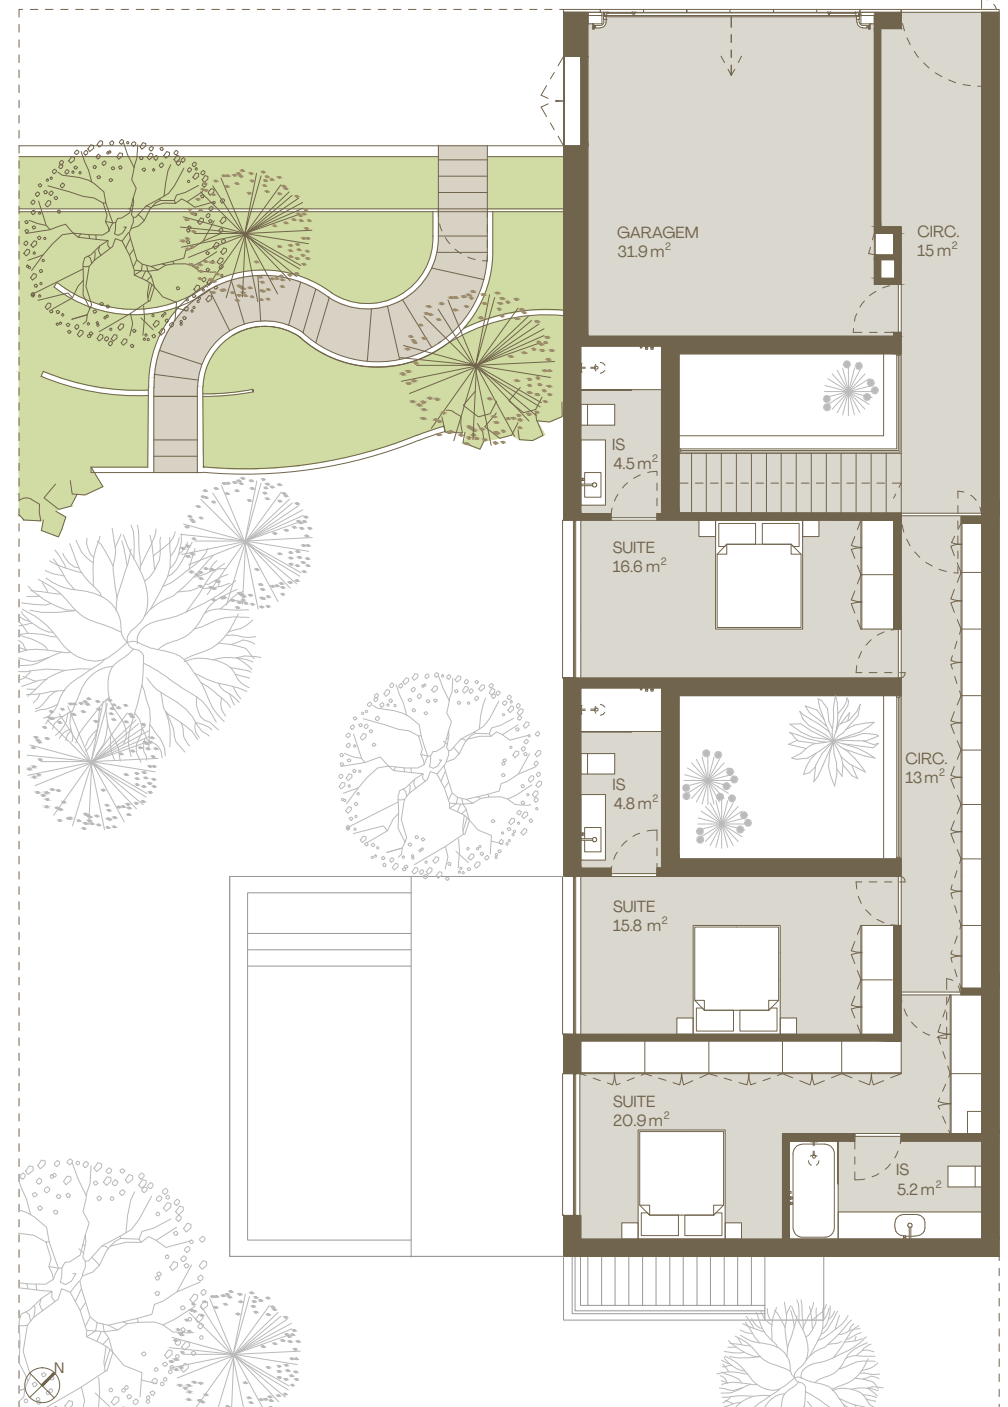 GARAGEM
31.9 m²
CIRC.
15 m²
IS
4.5 m²
SUITE
16.6 m²
IS
4.8 m²
CIRC.
13 m²
SUITE
15.8 m²
SUITE
20.9 m²
IS
5.2 m²
N